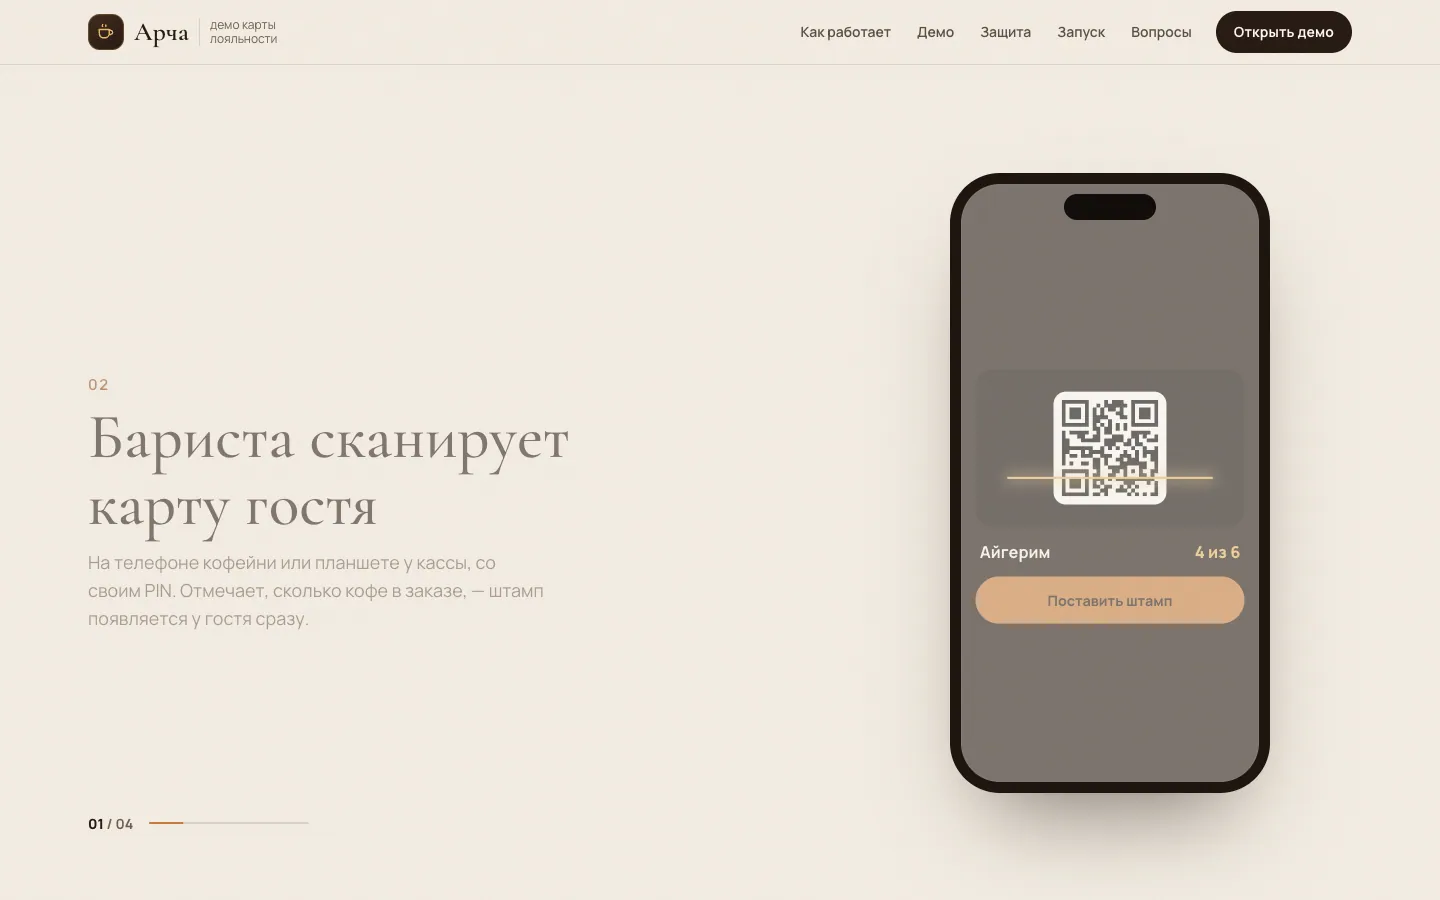 Арча
демо карты
лояльности
Как работает
Демо
Защита
Запуск
Вопросы
Открыть демо
02
Бариста сканирует
карту гостя
На телефоне кофейни или планшете у кассы, со
своим PIN. Отмечает, сколько кофе в заказе, — штамп
появляется у гостя сразу.
01 / 04
Айгерим
4 из 6
Поставить штамп